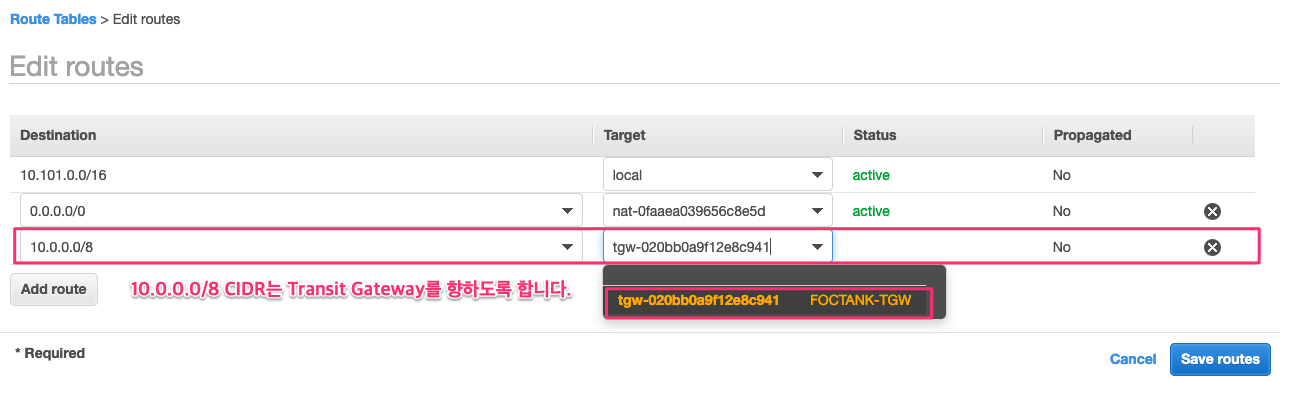 Route Tables > Edit routes
Edit routes
Destination Target Status Propagated
10.101.0.0/16 local active No
0.0.0.0/0 nat-0faaea039656c8e5d active No
10.0.0.0/8 tgw-020bb0a9f12e8c941 No
Add route 10.0.0.0/8 CIDR는 Transit Gateway를 향하도록 합니다.
tgw-020bb0a9f12e8c941 FOCTANK-TGW
* Required
Cancel Save routes